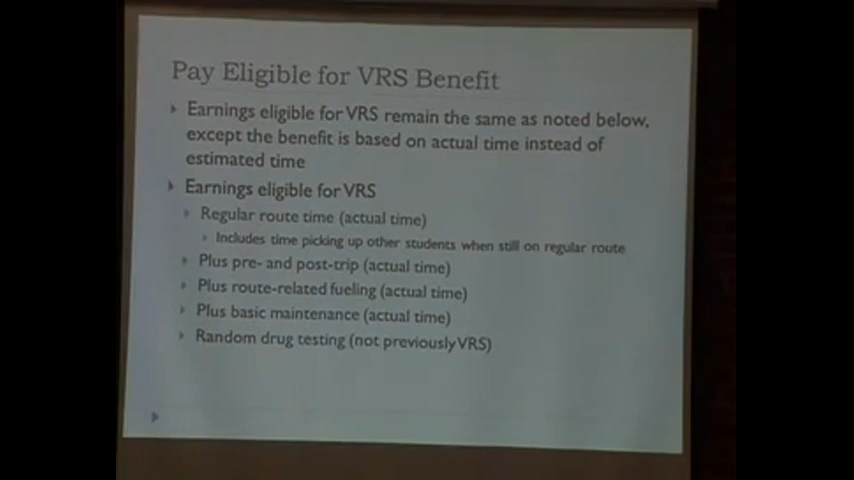 Pay Eligible for VRS Benefit
Earnings eligible for VRS remain the same as noted below,
except the benefit is based on actual time instead of
estimated time
Earnings eligible for VRS
Regular route time (actual time)
Includes time picking up other students when still on regular route
Plus pre- and post-trip (actual time)
Plus route-related fueling (actual time)
Plus basic maintenance (actual time)
Random drug testing (not previously VRS)